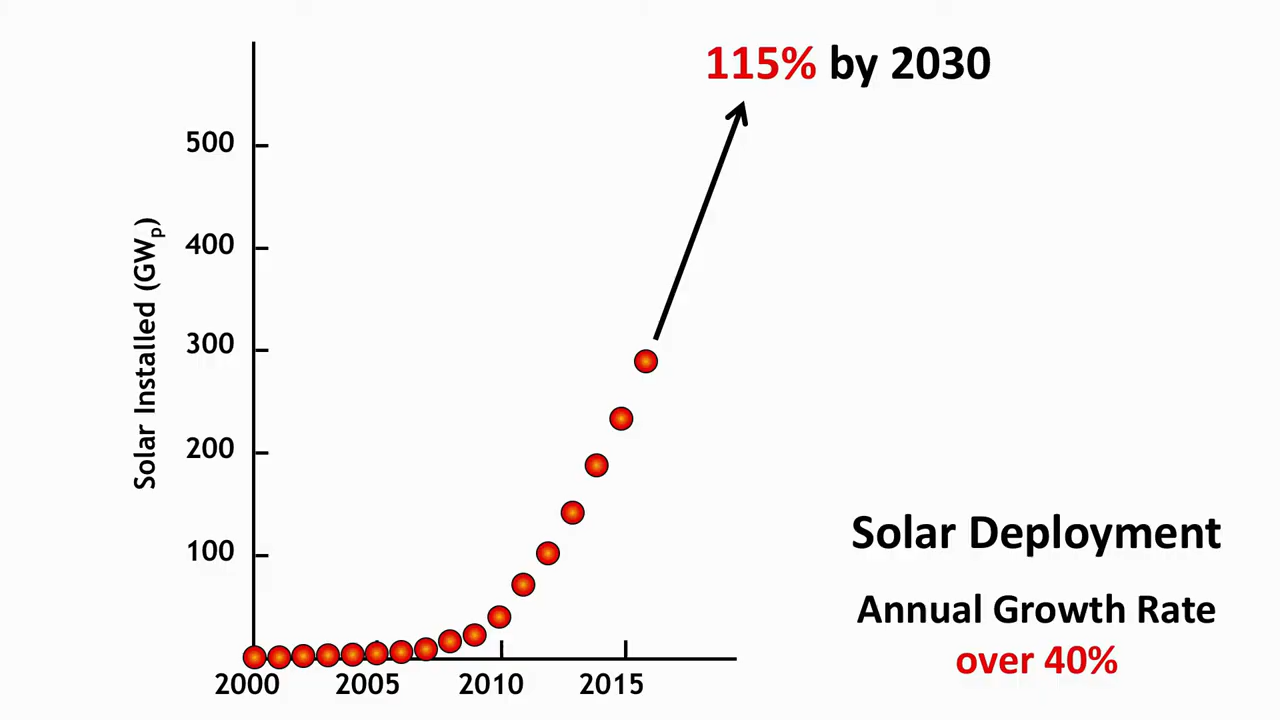 115% by 2030
500
400
300
200
100
Solar Installed (GWp)
2000
2005
2010
2015
Solar Deployment
Annual Growth Rate
over 40%